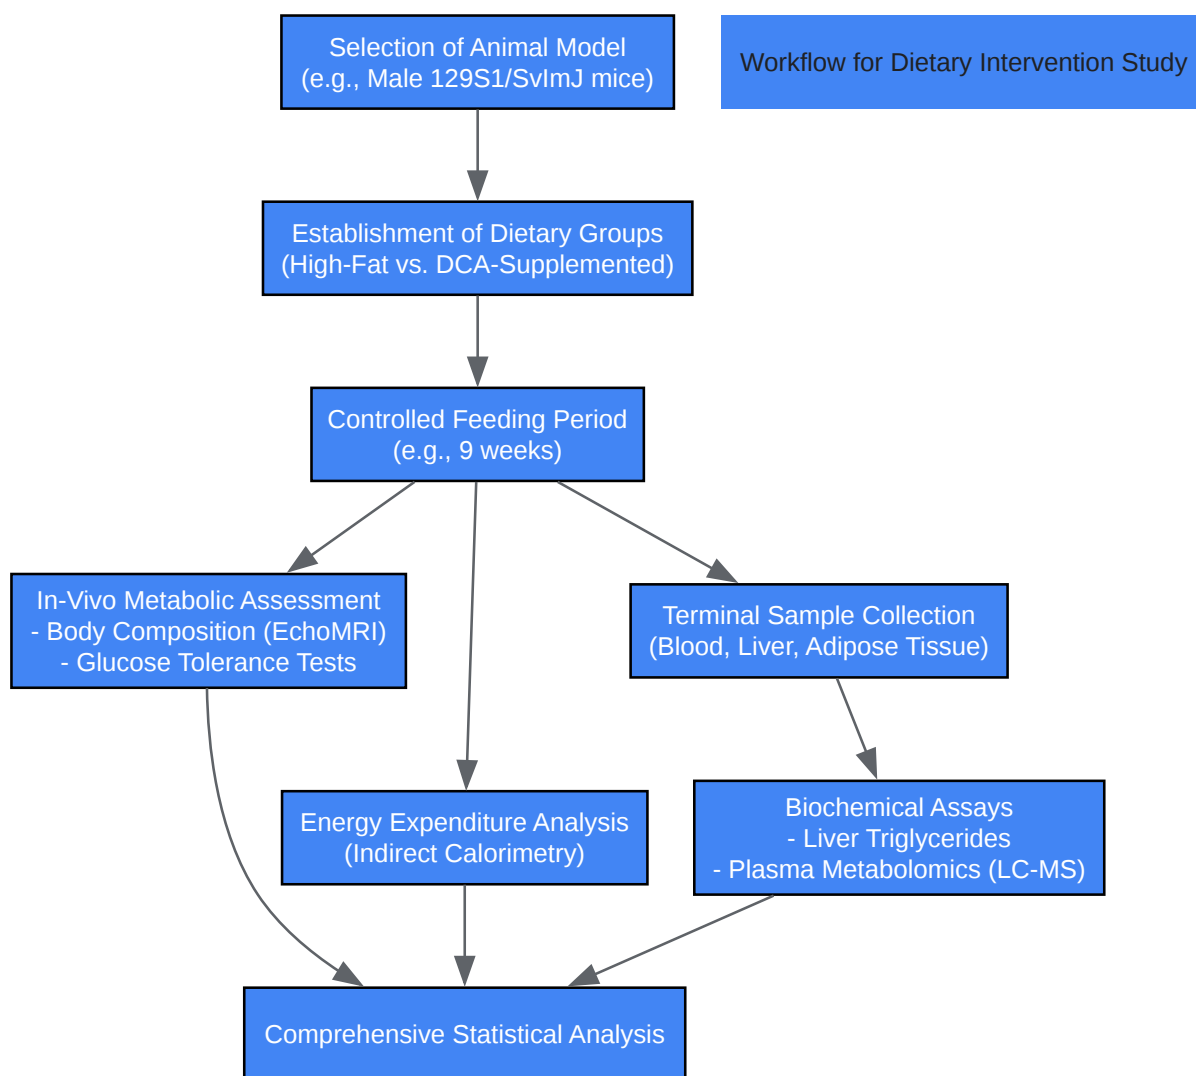 Selection of Animal Model
(e.g., Male 129S1/SvImJ mice)
Workflow for Dietary Intervention Study
Establishment of Dietary Groups
(High-Fat vs. DCA-Supplemented)
Controlled Feeding Period
(e.g., 9 weeks)
In-Vivo Metabolic Assessment
- Body Composition (EchoMRI)
- Glucose Tolerance Tests
Terminal Sample Collection
(Blood, Liver, Adipose Tissue)
Energy Expenditure Analysis
(Indirect Calorimetry)
Biochemical Assays
- Liver Triglycerides
- Plasma Metabolomics (LC-MS)
Comprehensive Statistical Analysis